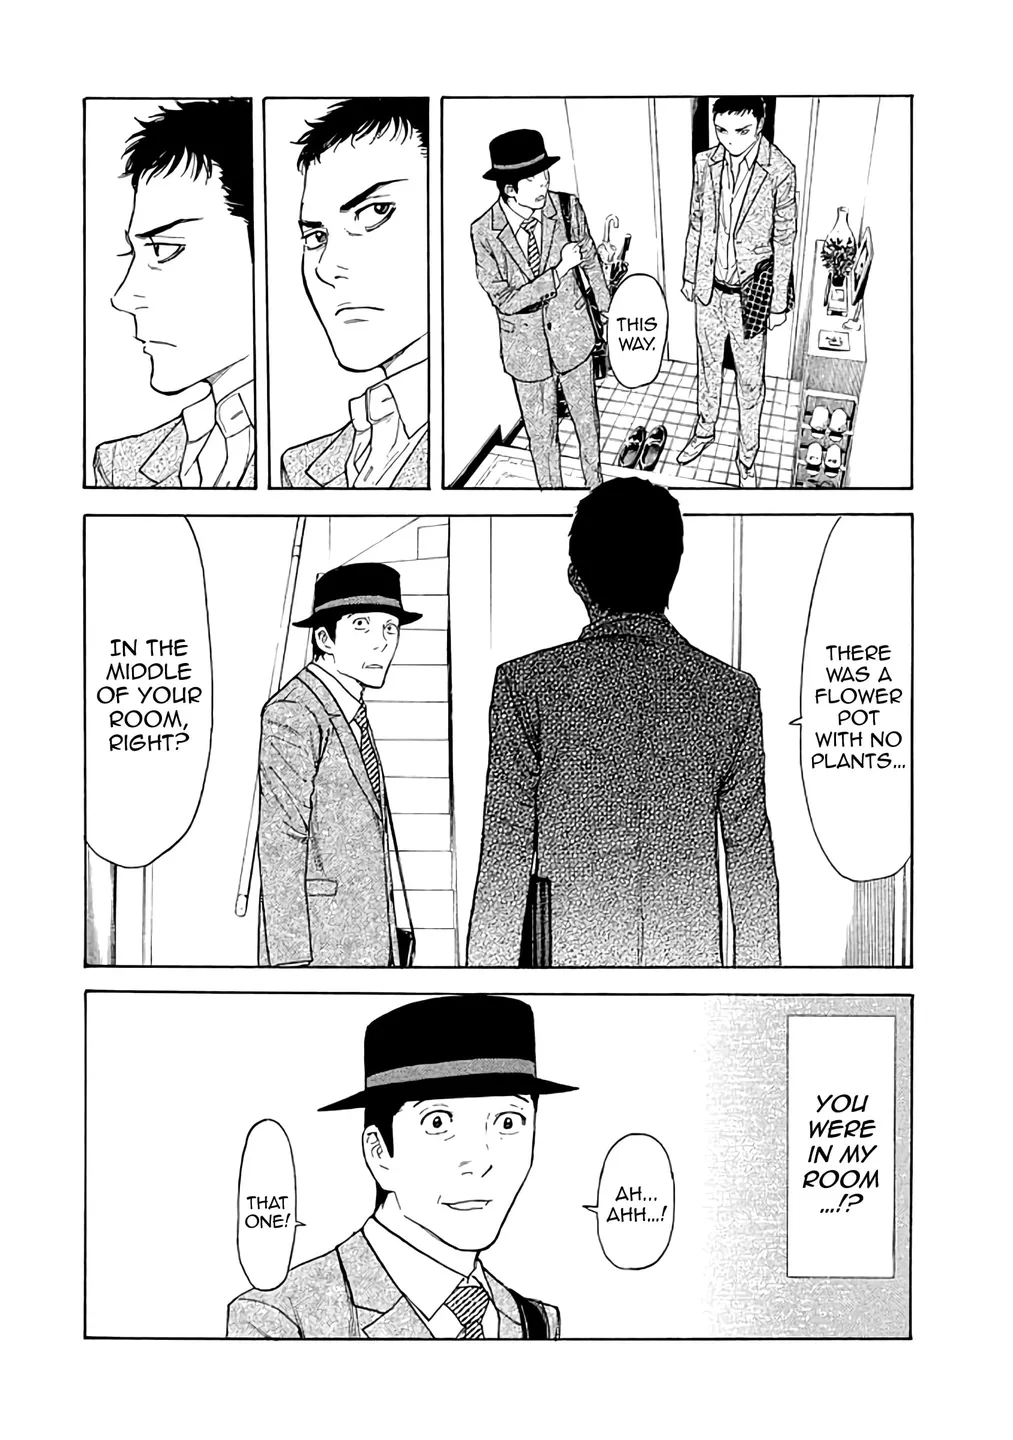 THIS
WAY.
THERE
WAS A
FLOWER
POT
WITH NO
PLANTS...
IN THE
MIDDLE
OF YOUR
ROOM,
RIGHT?
YOU
WERE
IN MY
ROOM
...!?
AH...
AHH...!
THAT
ONE!